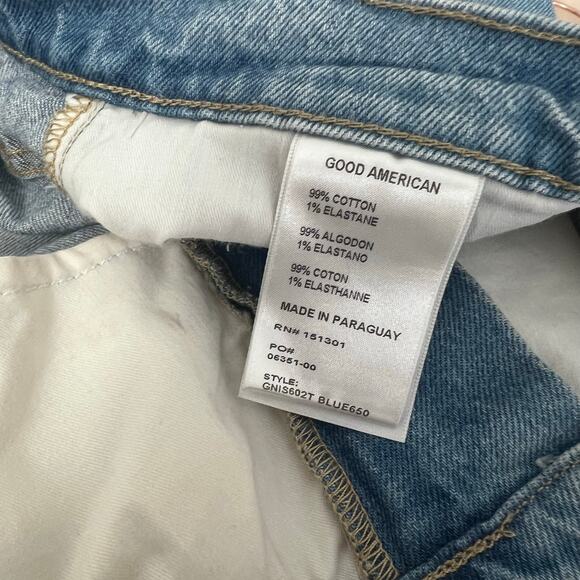 GOOD AMERICAN
99% COTTON
1% ELASTANE
99% ALGODON
1% ELASTANO
99% COTON
1% ELASTHANNE
MADE IN PARAGUAY
RN# 151301
PO#
06351-00
STYLE:
GNIS602T BLUE650